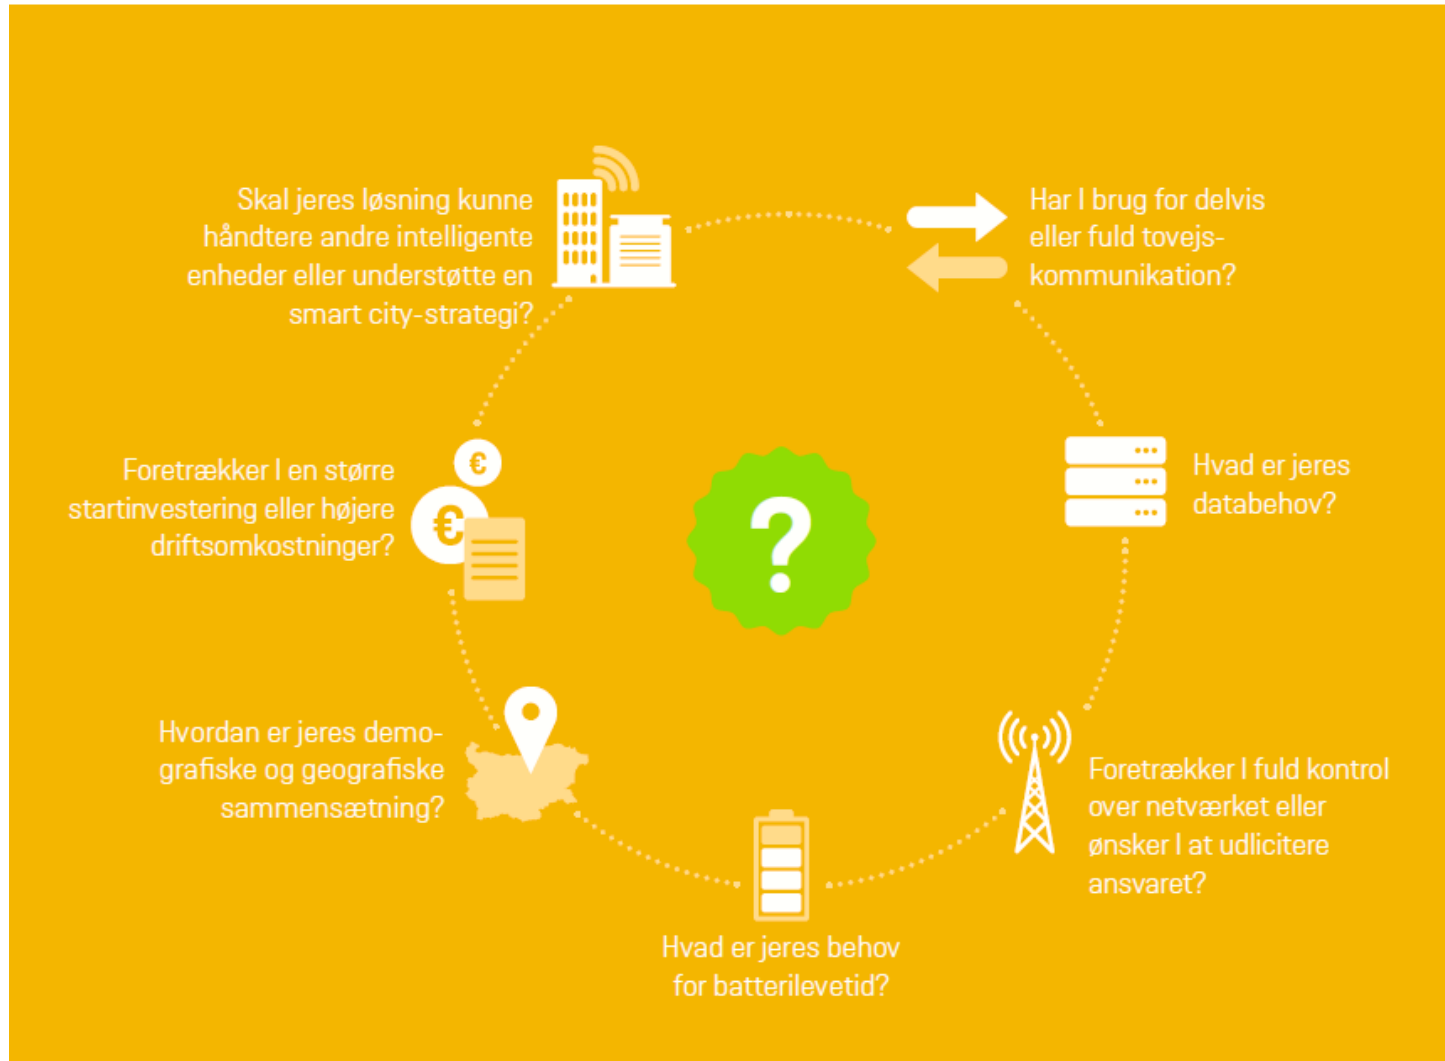 Skal jeres løsning kunne
håndtere andre intelligente
enheder eller understøtte en
smart city-strategi?
Har I brug for delvis
eller fuld tovejs-
kommunikation?
Foretrækker I en større
startinvestering eller højere
driftsomkostninger?
€
€
?
Hvad er jeres
databehov?
Hvordan er jeres demo-
grafiske og geografiske
sammensætning?
Foretrækker I fuld kontrol
over netværket eller
ønsker I at udlicitere
ansvaret?
Hvad er jeres behov
for batterilevetid?